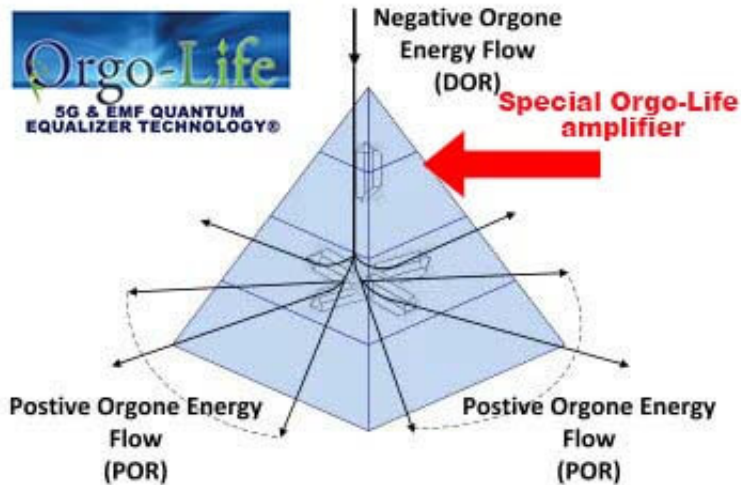 Orgo-Life
5G & EMF QUANTUM
EQUALIZER TECHNOLOGY®
Negative Orgone
Energy Flow
(DOR)
Special Orgo-Life
amplifier
Postive Orgone Energy
Flow
(POR)
Postive Orgone Energy
Flow
(POR)